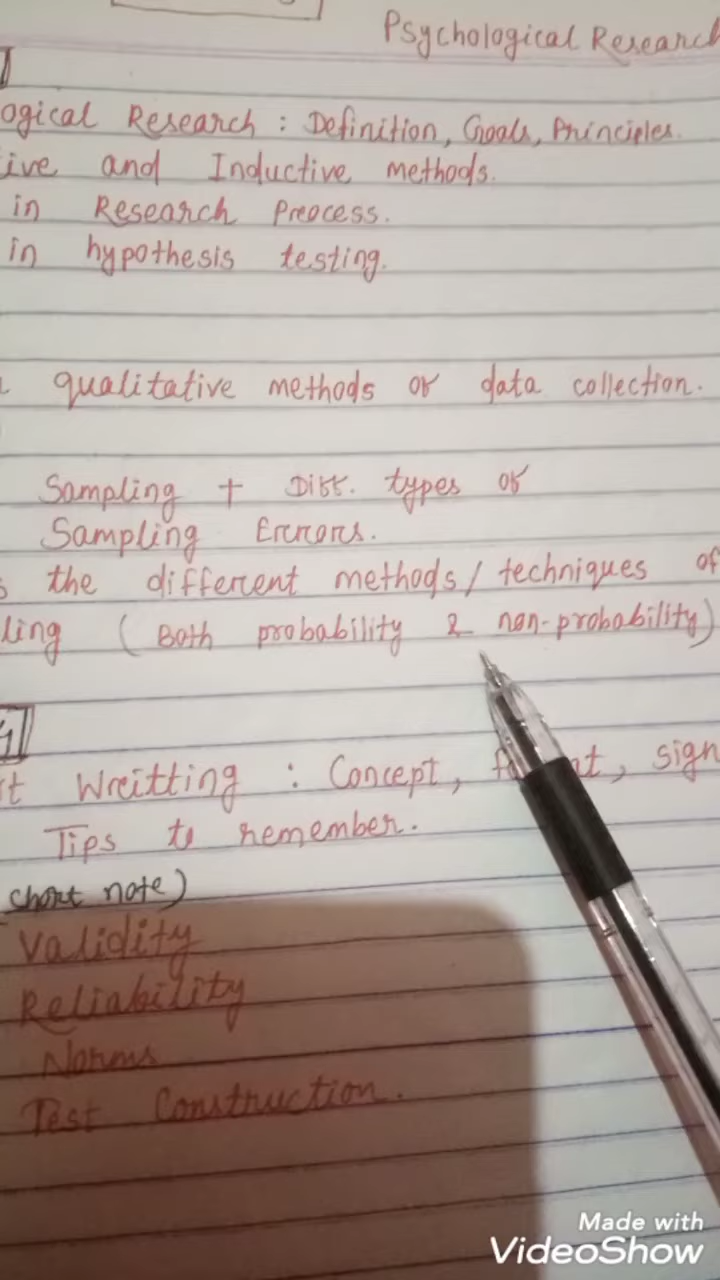 Psychological Research
ogical Research : Definition, Goals, Principles.
ive and Inductive methods.
in Research Process.
in hypothesis testing.
qualitative methods of data collection.
Sampling + Diff. types of
Sampling Errors.
s the different methods/techniques of
ling (Both probability & non-probability)
4
rt Writting : Concept, sign
Tips to remember.
short note)
Validity
Reliability
Norms
Test Construction.
Made with
VideoShow